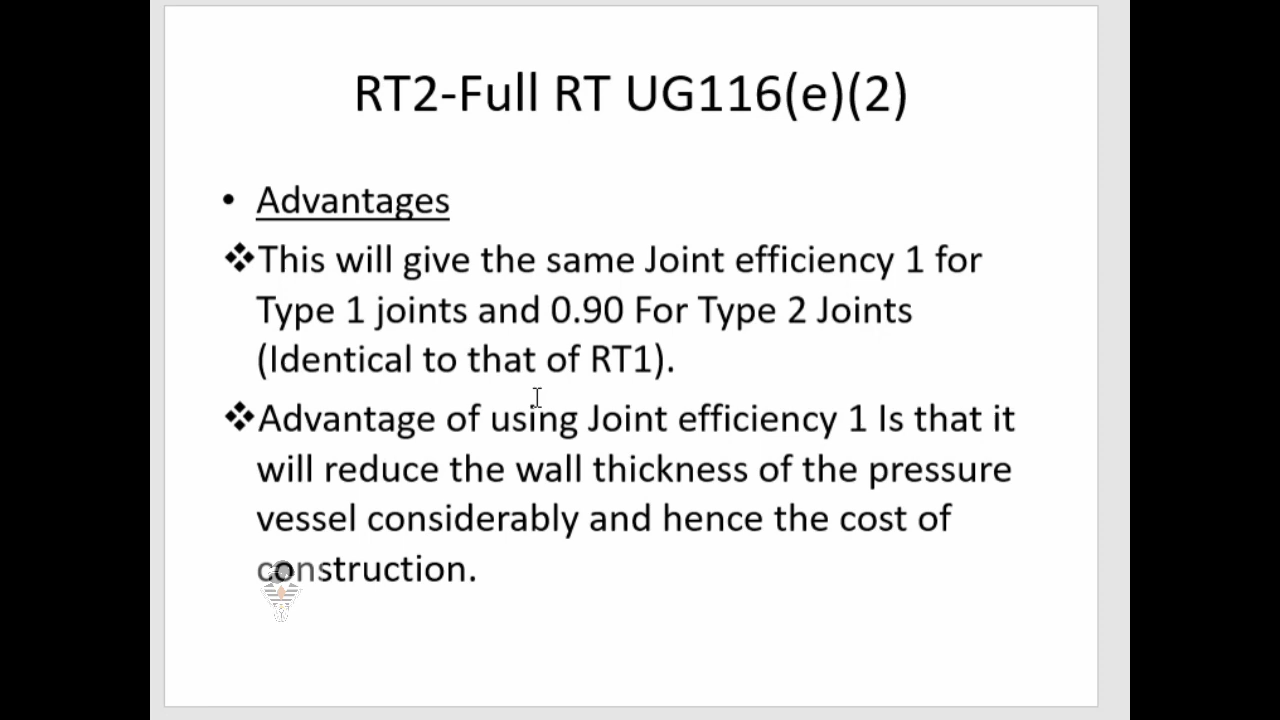 RT2-Full RT UG116(e)(2)
• Advantages
❖This will give the same Joint efficiency 1 for
Type 1 joints and 0.90 For Type 2 Joints
(Identical to that of RT1).
❖Advantage of using Joint efficiency 1 Is that it
will reduce the wall thickness of the pressure
vessel considerably and hence the cost of
construction.